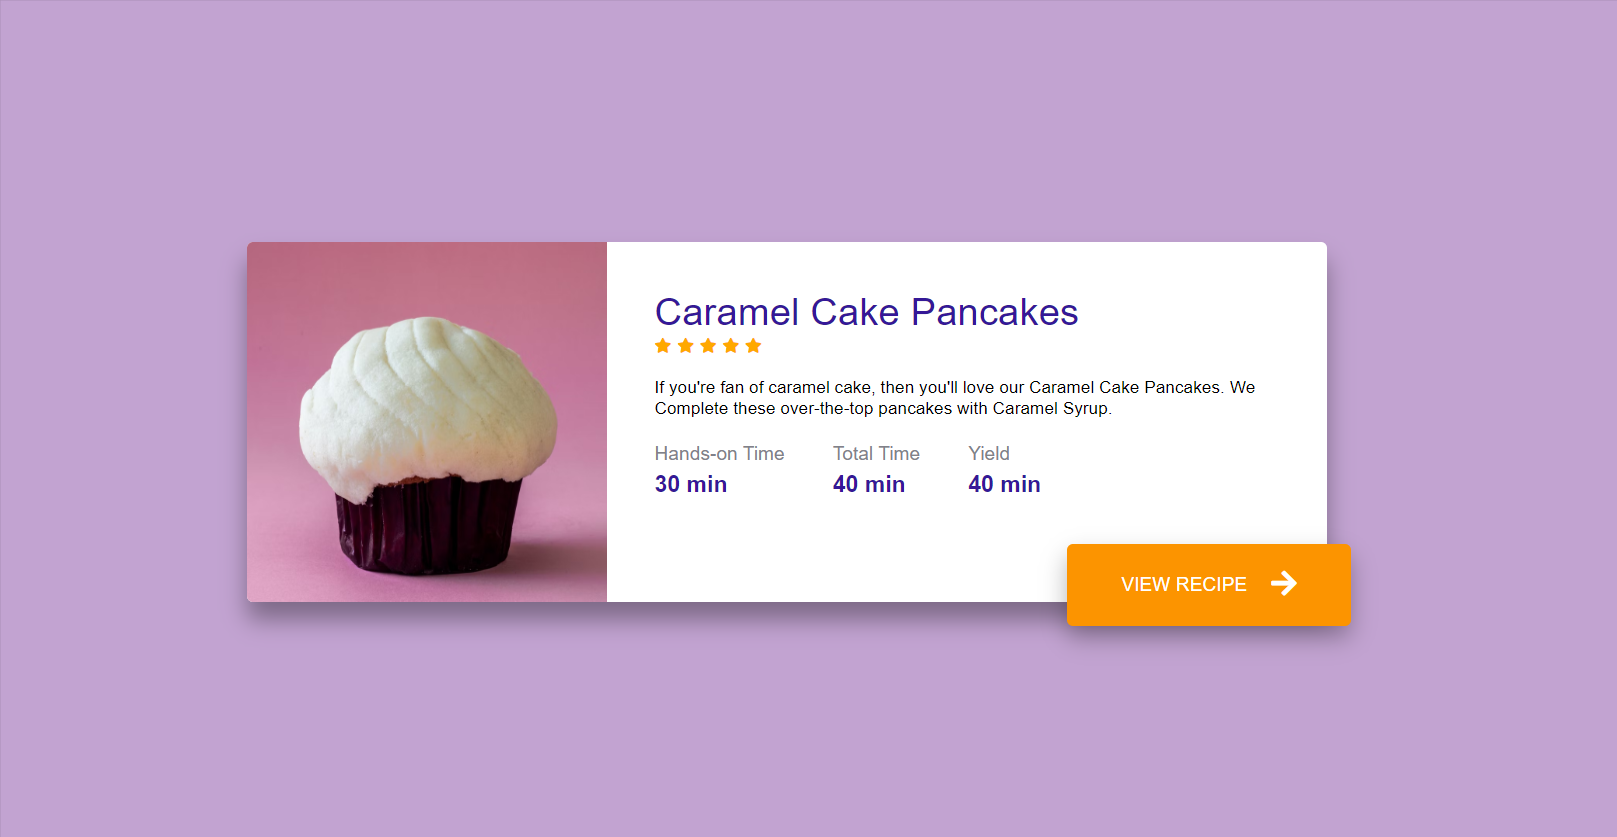 Caramel Cake Pancakes
If you're fan of caramel cake, then you'll love our Caramel Cake Pancakes. We
Complete these over-the-top pancakes with Caramel Syrup.
Hands-on Time
30 min
Total Time
40 min
Yield
40 min
VIEW RECIPE